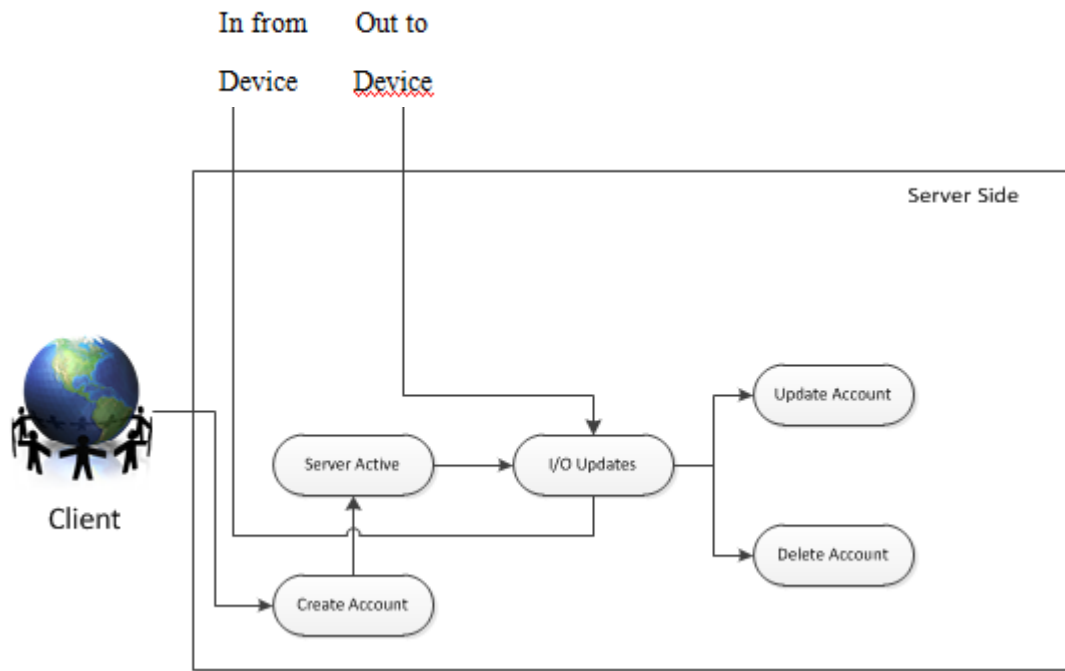 In from
Device
Out to
Device
Server Side
Client
Server Active
I/O Updates
Update Account
Delete Account
Create Account